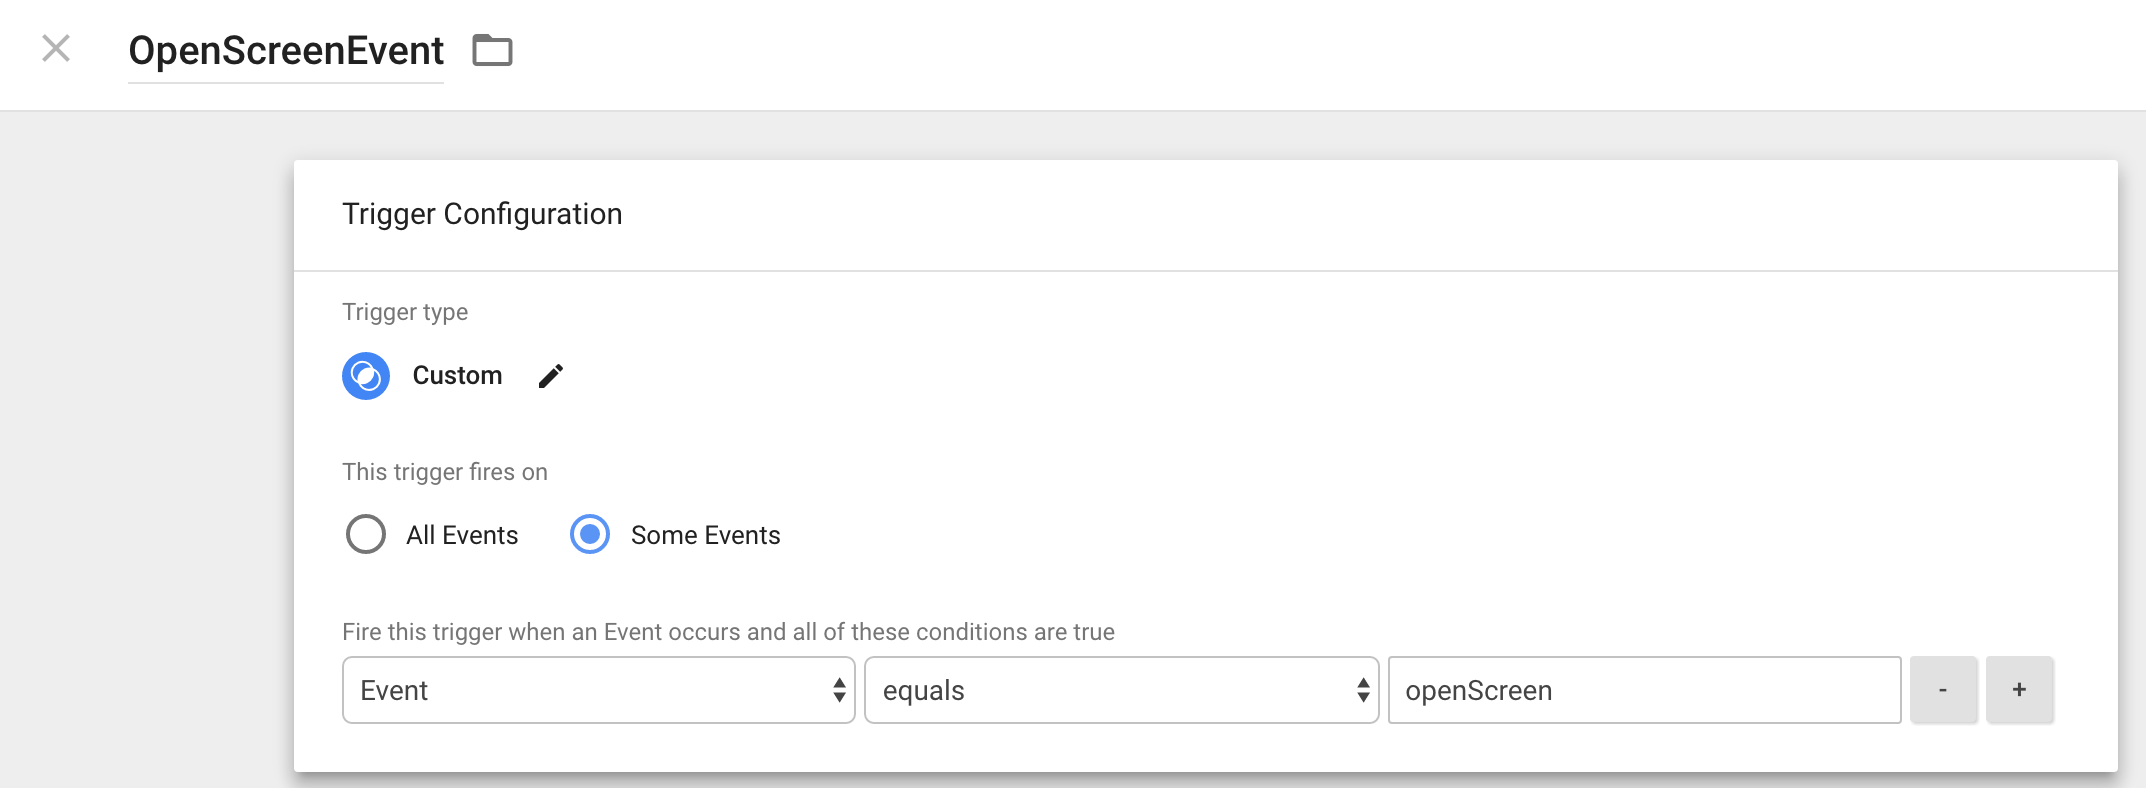 OpenScreenEvent
Trigger Configuration
Trigger type
Custom
This trigger fires on
All Events Some Events
Fire this trigger when an Event occurs and all of these conditions are true
Event equals openScreen - +